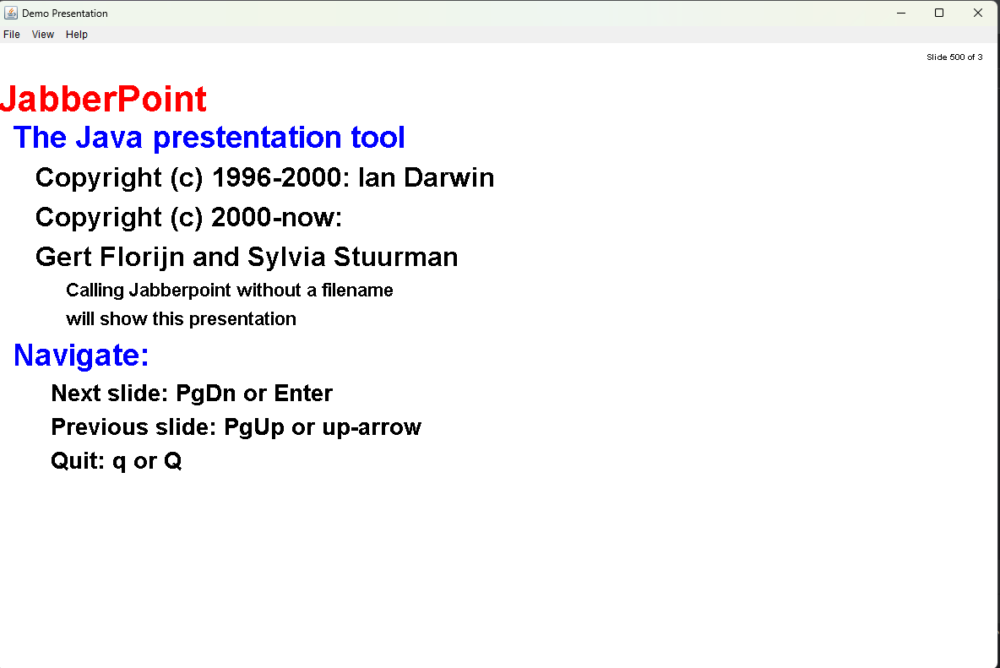 Demo Presentation
File View Help
Slide 500 of 3
JabberPoint
The Java prestentation tool
Copyright (c) 1996-2000: Ian Darwin
Copyright (c) 2000-now:
Gert Florijn and Sylvia Stuurman
Calling Jabberpoint without a filename
will show this presentation
Navigate:
Next slide: PgDn or Enter
Previous slide: PgUp or up-arrow
Quit: q or Q